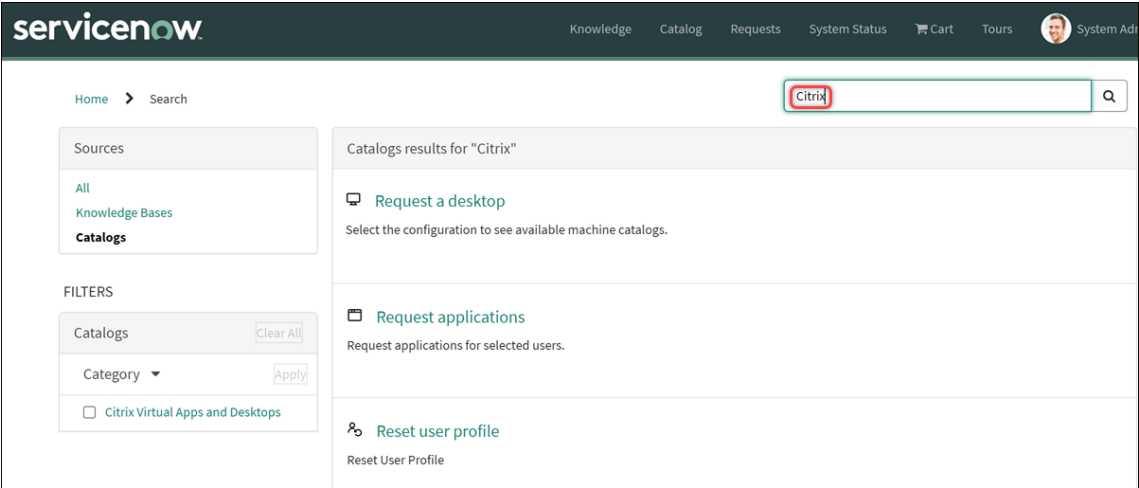 servicenow
Knowledge Catalog Requests System Status Cart Tours System Adr
Home > Search
Citrix
Sources
All
Knowledge Bases
Catalogs
FILTERS
Catalogs Clear All
Category Apply
Citrix Virtual Apps and Desktops
Catalogs results for "Citrix"
Request a desktop
Select the configuration to see available machine catalogs.
Request applications
Request applications for selected users.
Reset user profile
Reset User Profile